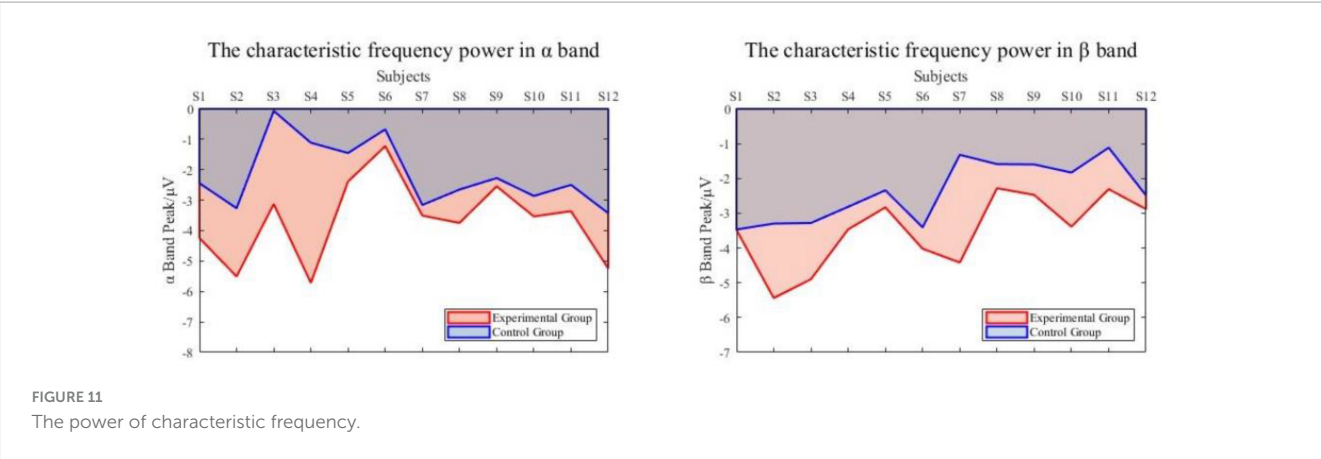 The characteristic frequency power in α band
Subjects
S1 S2 S3 S4 S5 S6 S7 S8 S9 S10 S11 S12
0
-1
-2
-3
-4
-5
-6
-7
-8
α Band Peak/μV
Experimental Group
Control Group
The characteristic frequency power in β band
Subjects
S1 S2 S3 S4 S5 S6 S7 S8 S9 S10 S11 S12
0
-1
-2
-3
-4
-5
-6
-7
β Band Peak/μV
Experimental Group
Control Group
FIGURE 11
The power of characteristic frequency.